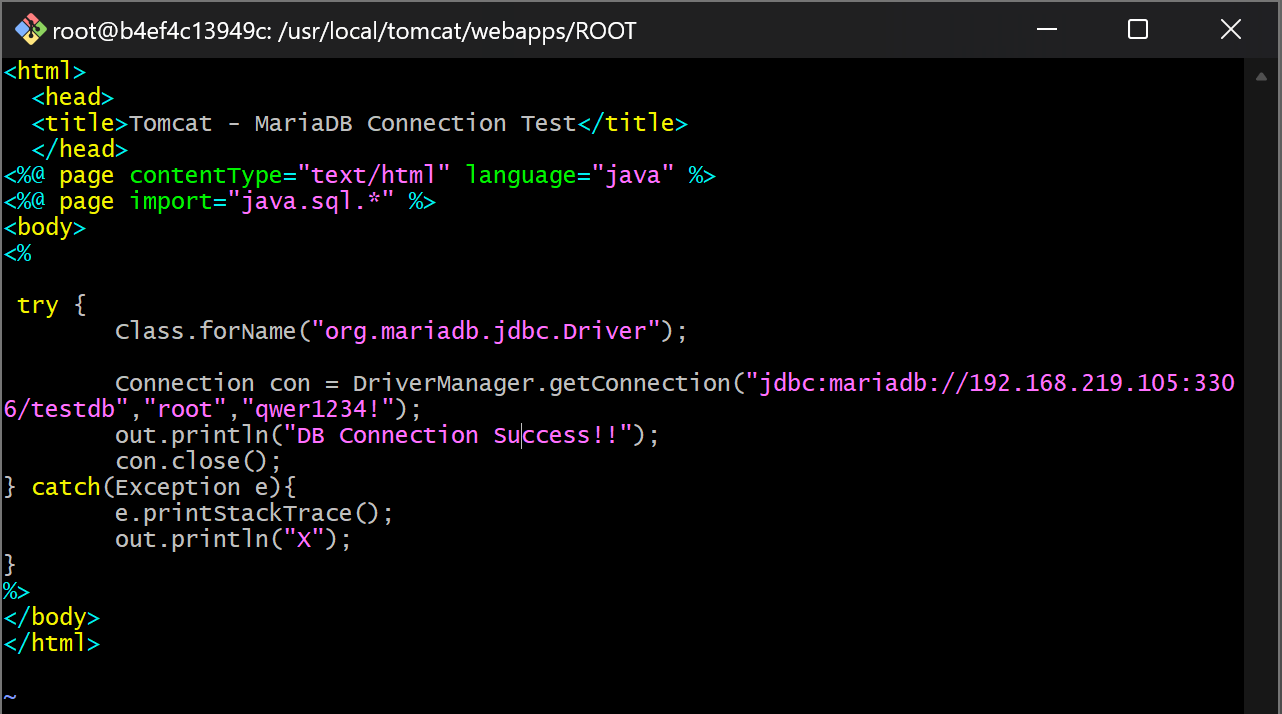 root@b4ef4c13949c: /usr/local/tomcat/webapps/ROOT
<html>
  <head>
  <title>Tomcat - MariaDB Connection Test</title>
  </head>
<%@ page contentType="text/html" language="java" %>
<%@ page import="java.sql.*" %>
<body>
<%
 try {
        Class.forName("org.mariadb.jdbc.Driver");
        Connection con = DriverManager.getConnection("jdbc:mariadb://192.168.219.105:330
6/testdb","root","qwer1234!");
        out.println("DB Connection Success!!");
        con.close();
} catch(Exception e){
        e.printStackTrace();
        out.println("X");
}
%>
</body>
</html>
~